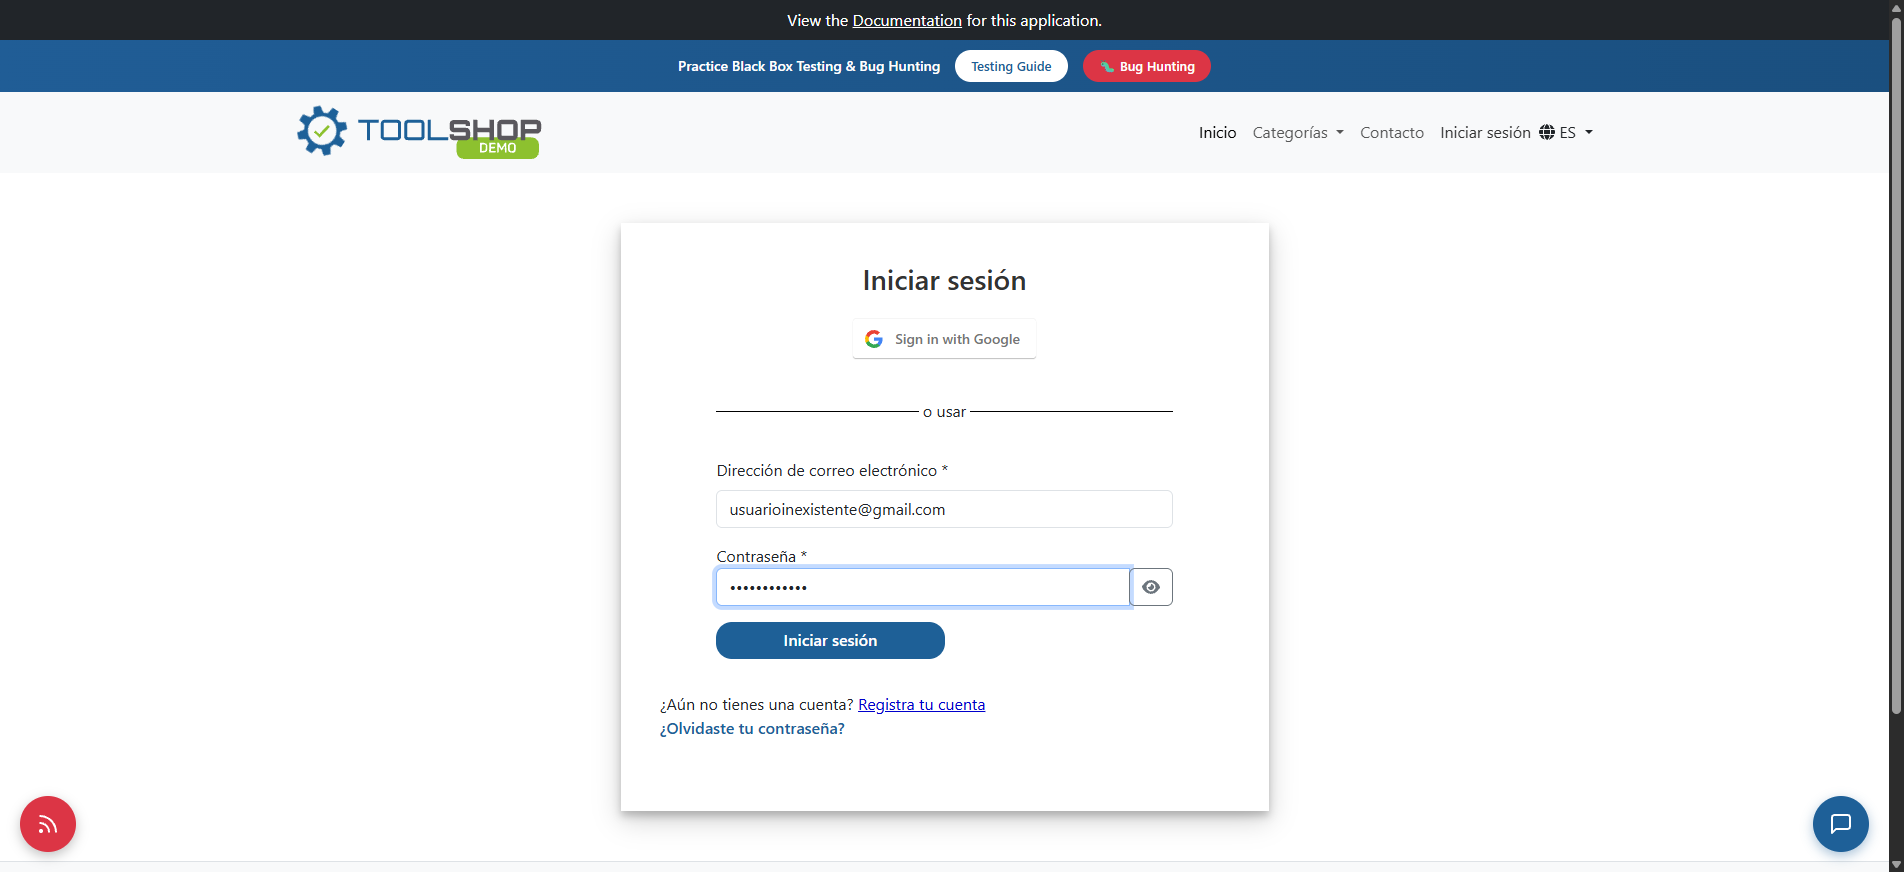 View the Documentation for this application.
Practice Black Box Testing & Bug Hunting Testing Guide Bug Hunting
TOOLSHOP
DEMO
Inicio Categorías Contacto Iniciar sesión ES
Iniciar sesión
Sign in with Google
o usar
Dirección de correo electrónico *
usuarioinexistente@gmail.com
Contraseña *
••••••••••••
Iniciar sesión
¿Aún no tienes una cuenta? Registra tu cuenta
¿Olvidaste tu contraseña?